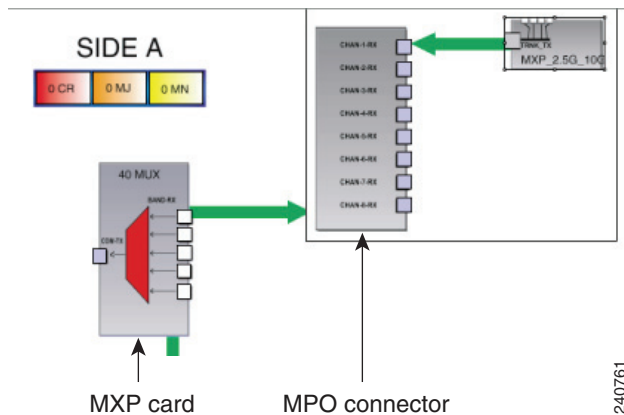 SIDE A
0 CR 0 MJ 0 MN
CHAN-1-RX
CHAN-2-RX
CHAN-3-RX
CHAN-4-RX
CHAN-5-RX
CHAN-6-RX
CHAN-7-RX
CHAN-8-RX
TRNK_TX
MXP_2.5G_10G
40 MUX
BAND-RX
COM-TX
MXP card
MPO connector
240761